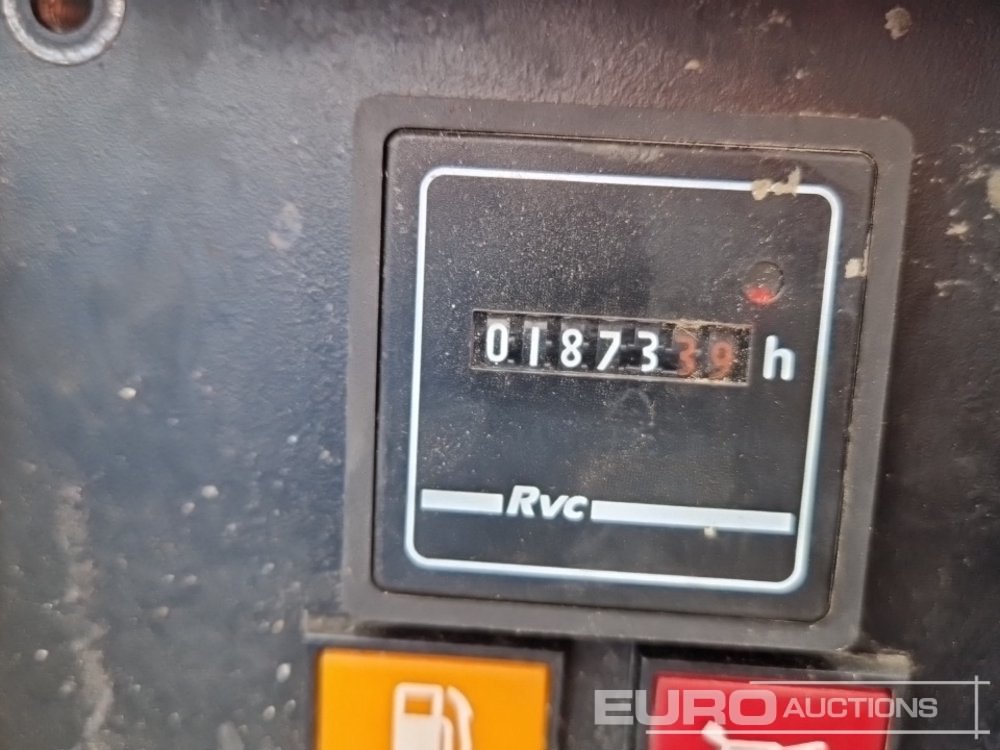 0187339 h
Rvc
EURO AUCTIONS